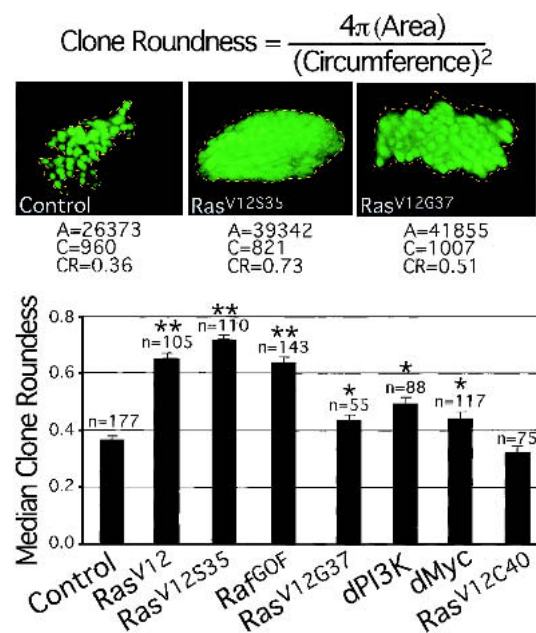 Clone Roundness = 4π(Area) / (Circumference)²
Control
RasV12S35
RasV12G37
A=26373
C=960
CR=0.36
A=39342
C=821
CR=0.73
A=41855
C=1007
CR=0.51
Median Clone Roundess
0.8
0.6
0.4
0.2
0.0
n=177
**
n=105
**
n=110
**
n=143
*
n=55
*
n=88
*
n=117
n=75
Control
RasV12
RasV12S35
RafGOF
RasV12G37
dPI3K
dMyc
RasV12C40